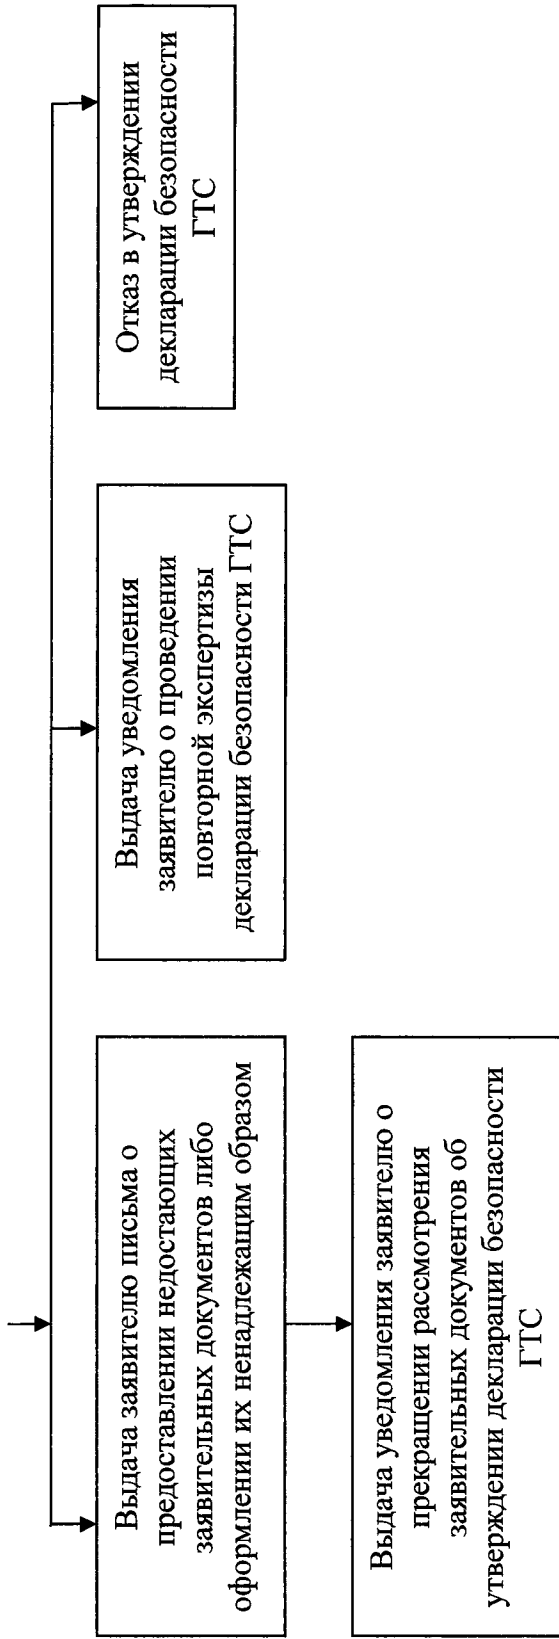 Выдача заявителю письма о
предоставлении недостающих
заявительных документов либо
оформлении их ненадлежащим образом
Выдача уведомления
заявителю о проведении
повторной экспертизы
декларации безопасности ГТС
Отказ в утверждении
декларации безопасности
ГТС
Выдача уведомления заявителю о
прекращении рассмотрения
заявительных документов об
утверждении декларации безопасности
ГТС